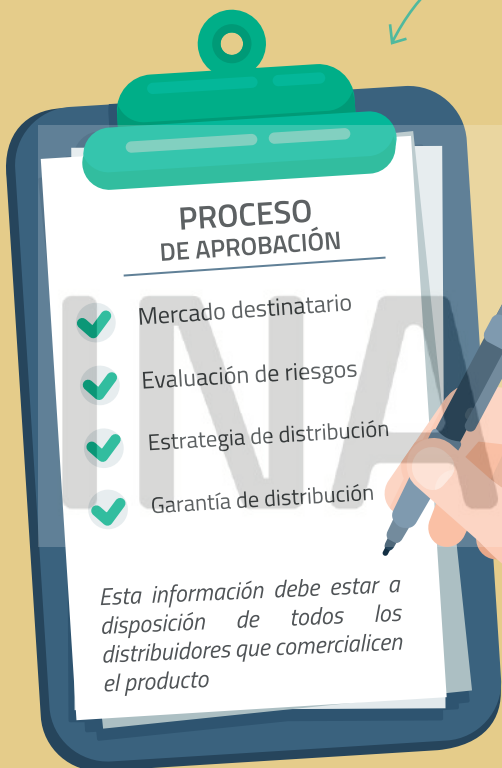 PROCESO
DE APROBACIÓN
Mercado destinatario
Evaluación de riesgos
Estrategia de distribución
Garantía de distribución
INA
Esta información debe estar a
disposición de todos los
distribuidores que comercialicen
el producto